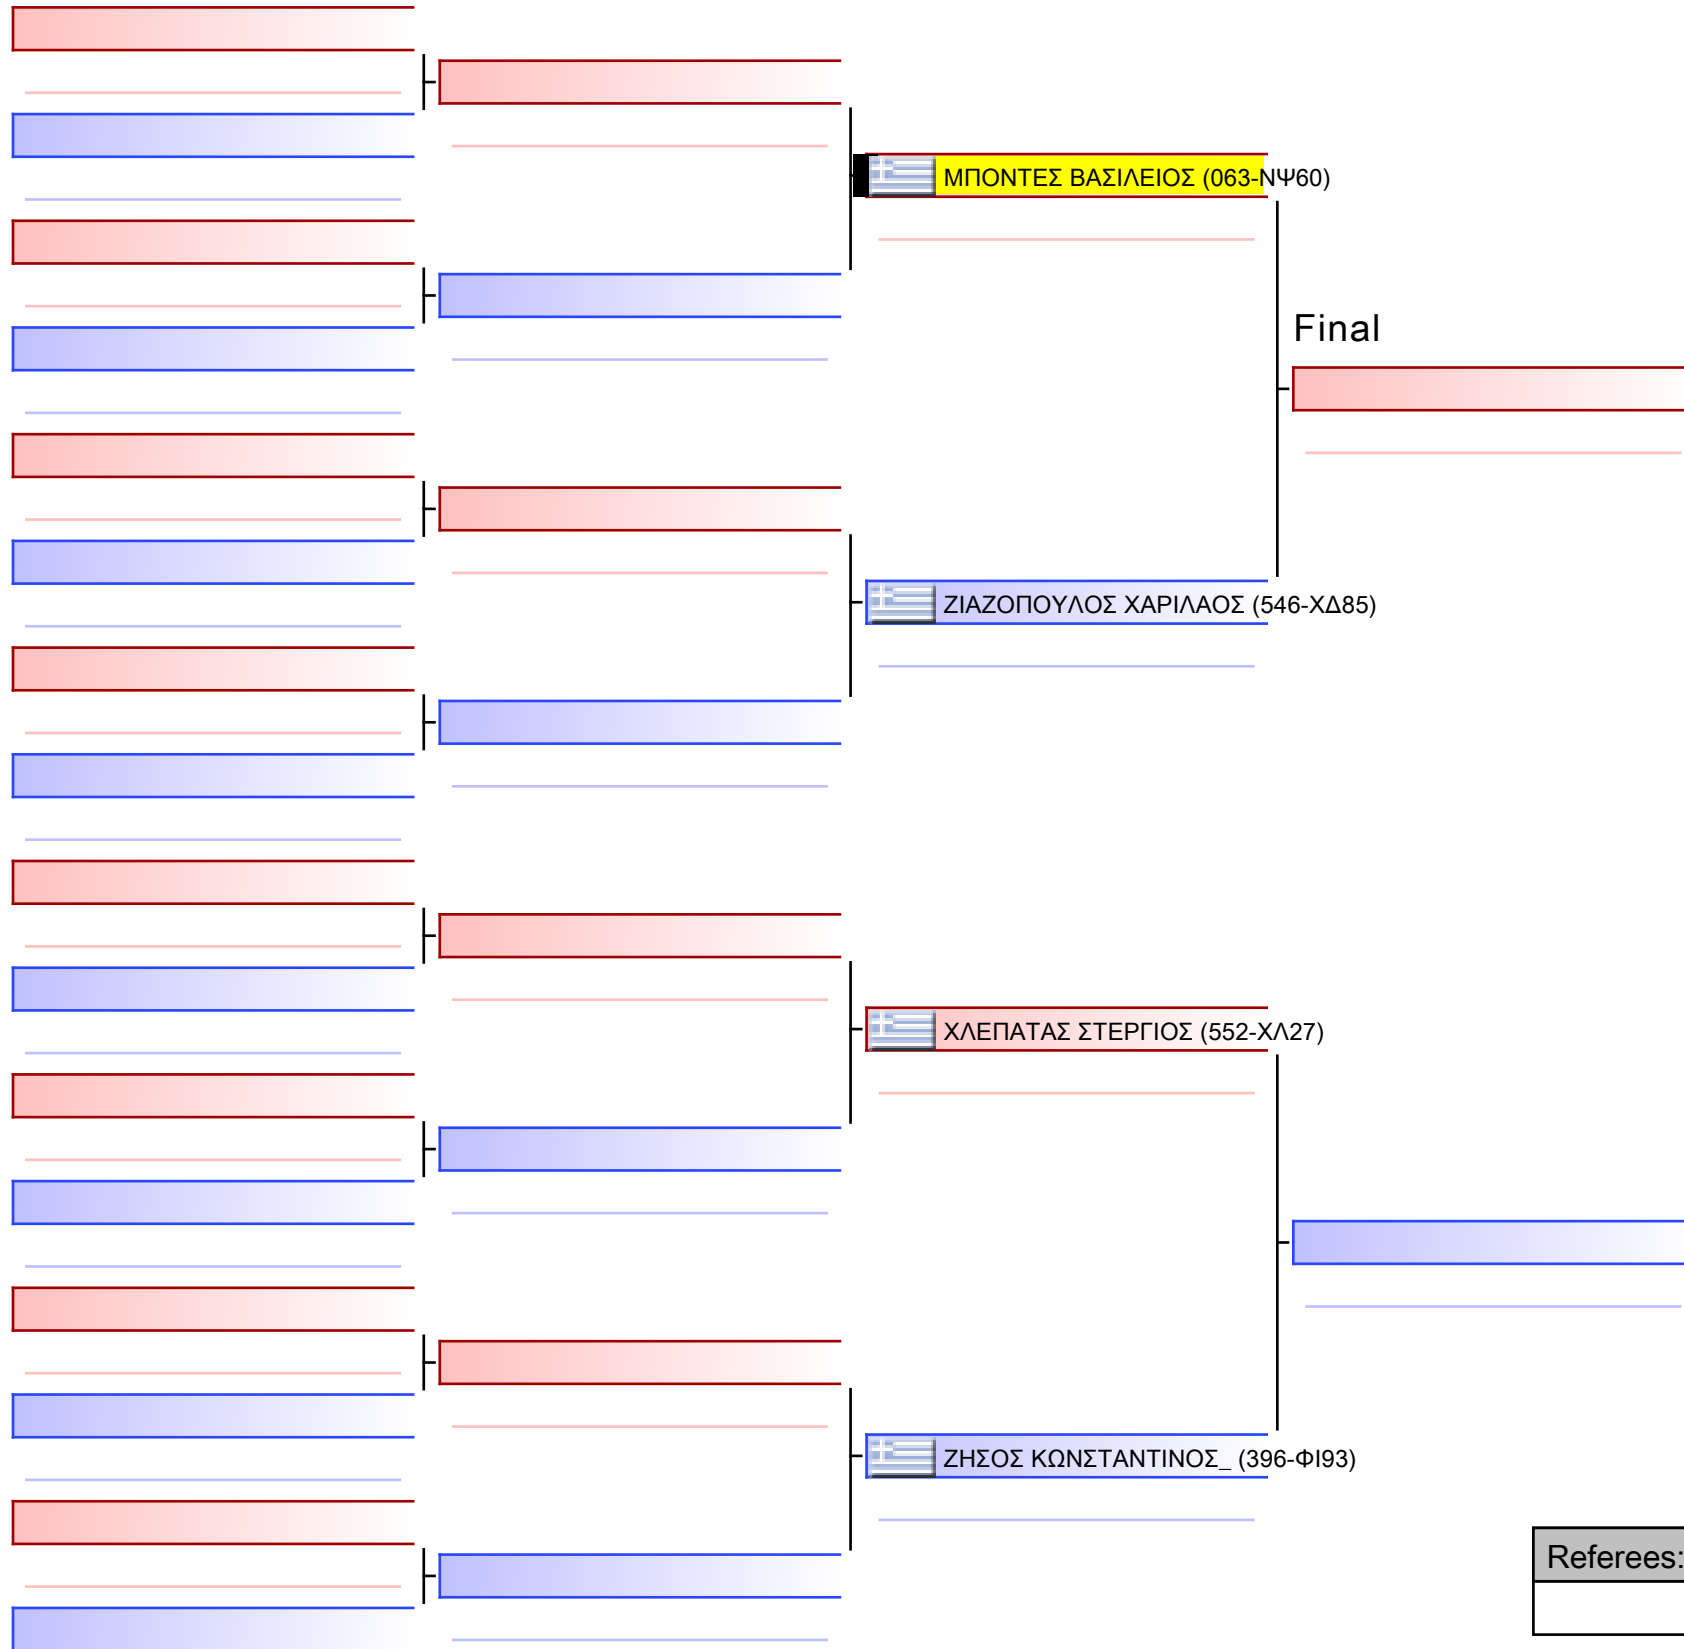 ΜΠΟΝΤΕΣ ΒΑΣΙΛΕΙΟΣ (063-ΝΨ60)
Final
ΖΙΑΖΟΠΟΥΛΟΣ ΧΑΡΙΛΑΟΣ (546-ΧΔ85)
ΧΛΕΠΑΤΑΣ ΣΤΕΡΓΙΟΣ (552-ΧΛ27)
ΖΗΣΟΣ ΚΩΝΣΤΑΝΤΙΝΟΣ_ (396-ΦΙ93)
Referees: